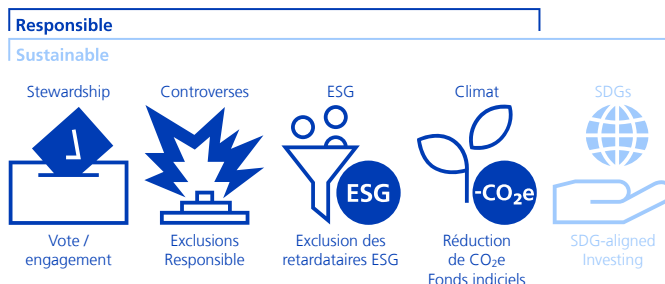 Responsible
Sustainable
Stewardship
Controverses
ESG
Climat
SDGs
ESG
-CO₂e
Vote /
engagement
Exclusions
Responsible
Exclusion des
retardataires ESG
Réduction
de CO₂e
Fonds indiciels
SDG-aligned
Investing